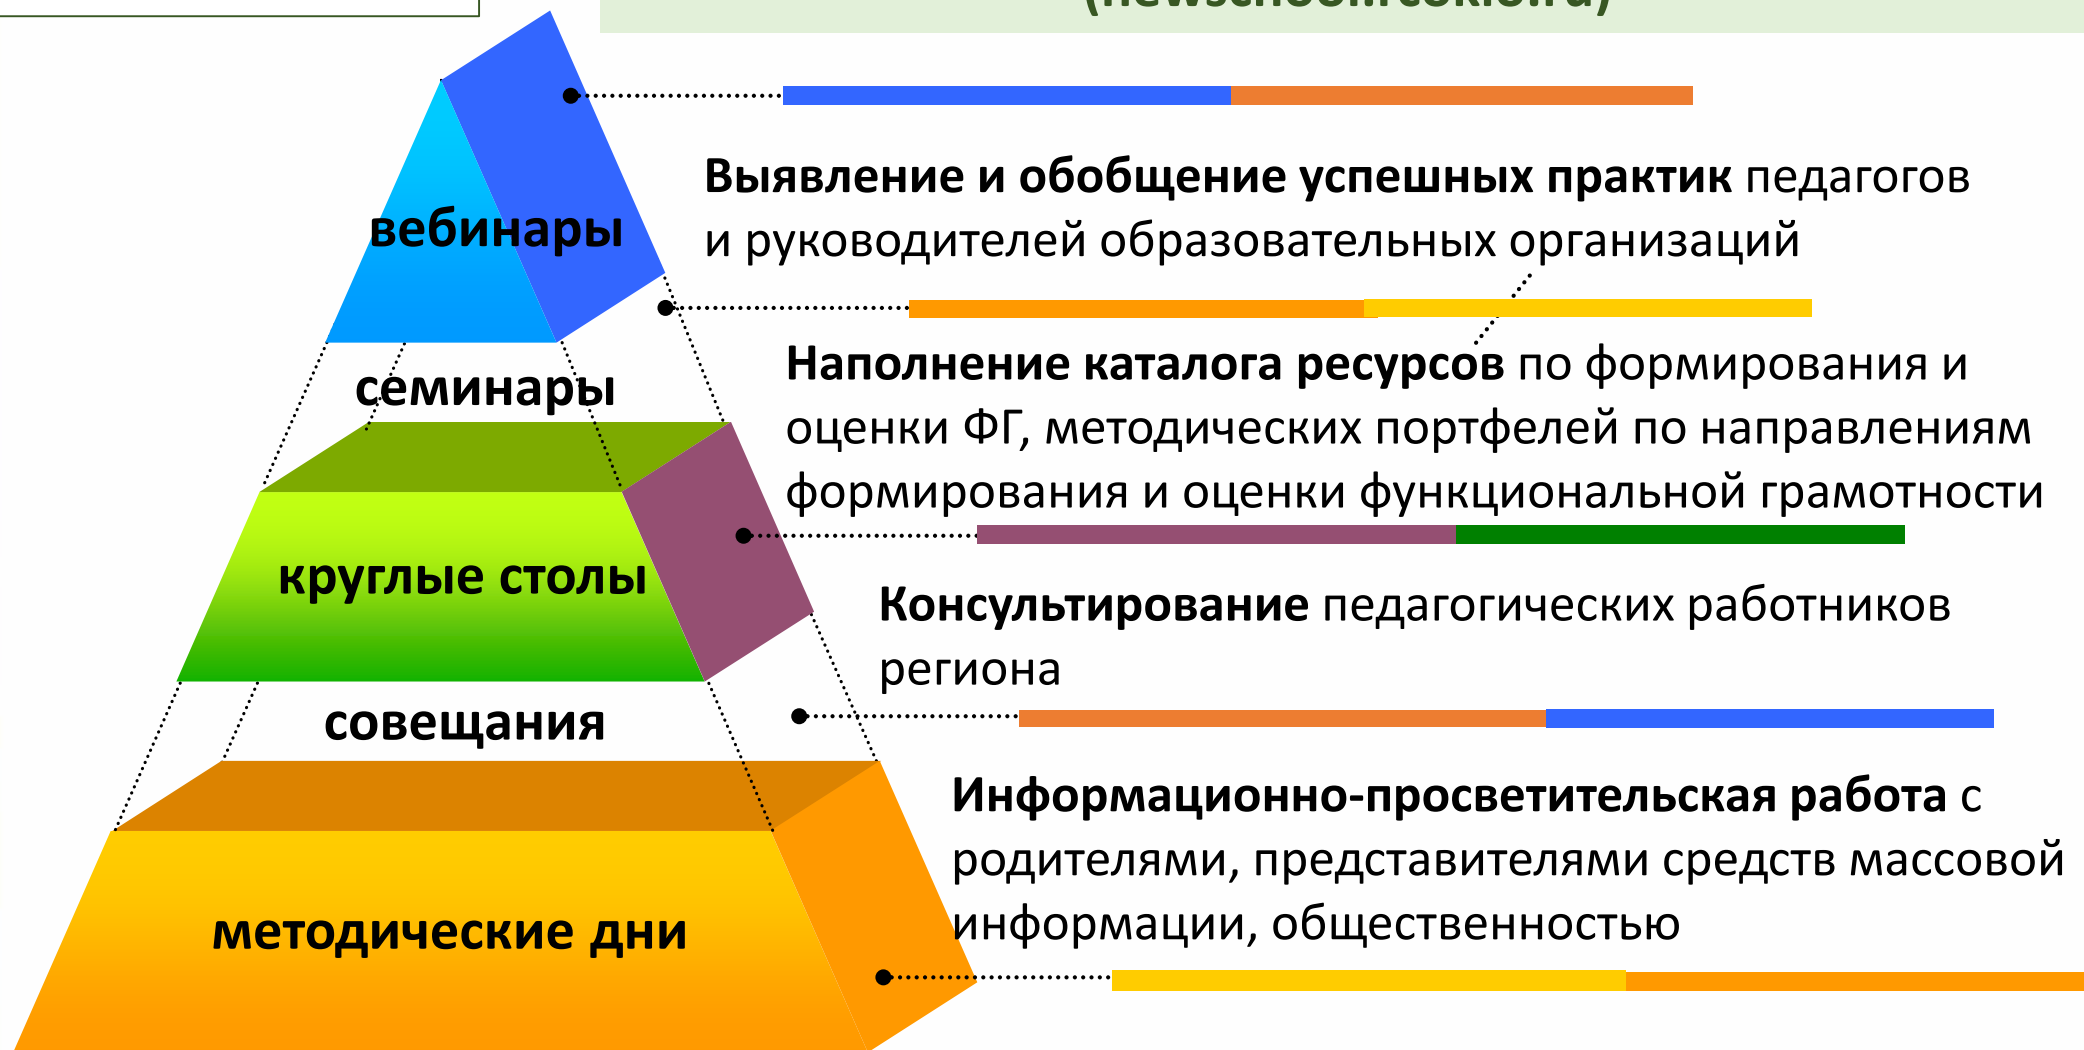 вебинары
семинары
круглые столы
совещания
методические дни
Выявление и обобщение успешных практик педагогов
и руководителей образовательных организаций
Наполнение каталога ресурсов по формирования и
оценки ФГ, методических портфелей по направлениям
формирования и оценки функциональной грамотности
Консультирование педагогических работников
региона
Информационно-просветительская работа с
родителями, представителями средств массовой
информации, общественностью